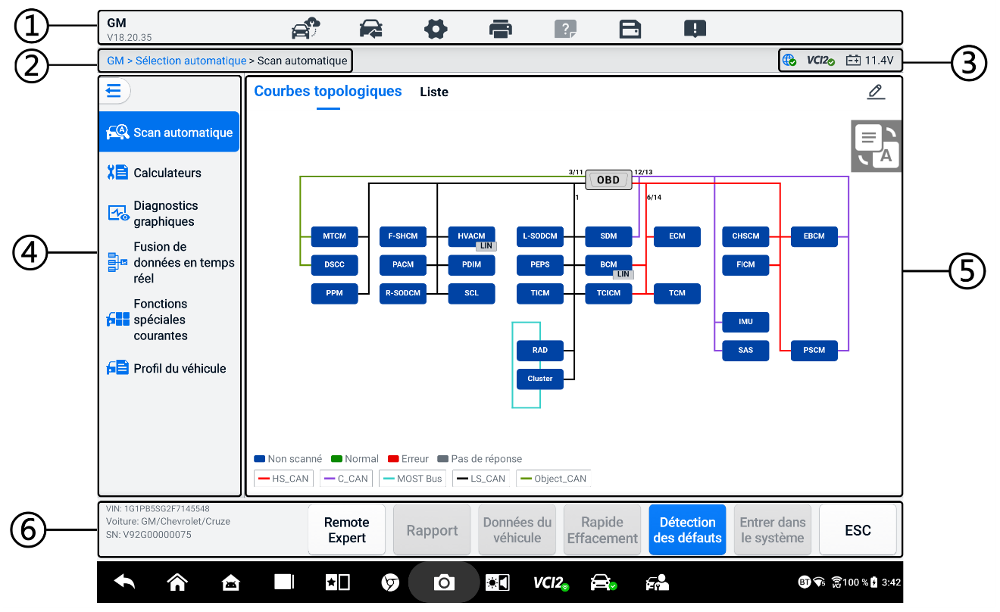 ① GM
V18.20.35
② GM > Sélection automatique > Scan automatique
VCI2 11.4V ③
Scan automatique
Calculateurs
Diagnostics
graphiques
Fusion de
données en temps
réel
Fonctions
spéciales
courantes
Profil du véhicule
④
Courbes topologiques Liste
A
3/11 OBD 12/13
1 6/14
MTCM F-SHCM HVACM L-SODCM SDM ECM CHSCM EBCM
LIN
DSCC PACM PDIM PEPS BCM FICM
LIN
PPM R-SODCM SCL TICM TCICM TCM
IMU
RAD SAS PSCM
Cluster
⑤
Non scanné Normal Erreur Pas de réponse
HS_CAN C_CAN MOST Bus LS_CAN Object_CAN
⑥
VIN: 1G1PB5SG2F7145548
Voiture: GM/Chevrolet/Cruze
SN: V92G00000075
Remote
Expert
Rapport
Données du
véhicule
Rapide
Effacement
Détection
des défauts
Entrer dans
le système
ESC
VCI2 BT 5 VCI 100 % 3:42